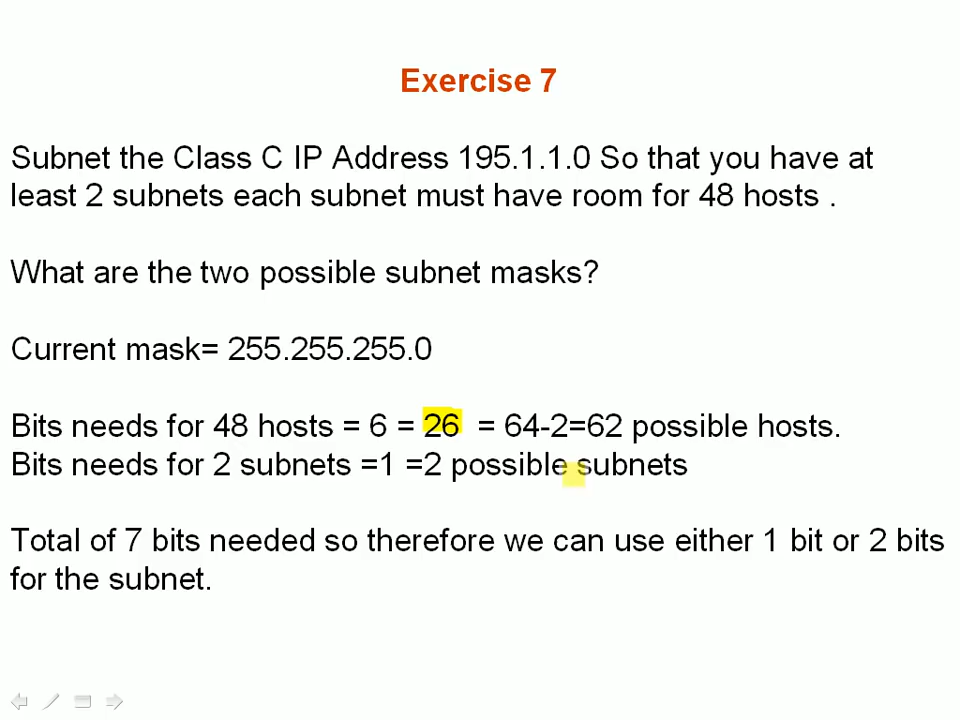 Exercise 7
Subnet the Class C IP Address 195.1.1.0 So that you have at
least 2 subnets each subnet must have room for 48 hosts .
What are the two possible subnet masks?
Current mask= 255.255.255.0
Bits needs for 48 hosts = 6 = 26 = 64-2=62 possible hosts.
Bits needs for 2 subnets =1 =2 possible subnets
Total of 7 bits needed so therefore we can use either 1 bit or 2 bits
for the subnet.